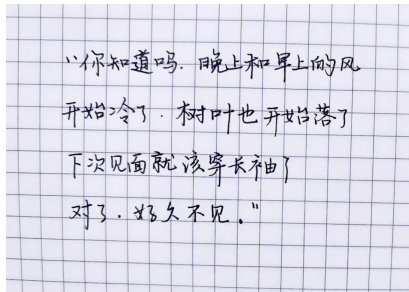 “你知道吗. 晚上和早上的风
开始冷了. 树叶也开始落了
下次见面就该穿长袖了
对了. 好久不见。”